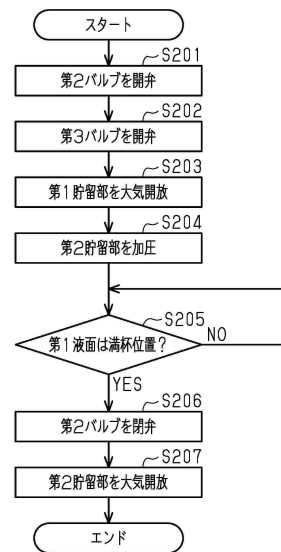 スタート
S201
第2バルブを開弁
S202
第3バルブを開弁
S203
第1貯留部を大気開放
S204
第2貯留部を加圧
S205
第1液面は満杯位置?
NO
YES
S206
第2バルブを閉弁
S207
第2貯留部を大気開放
エンド